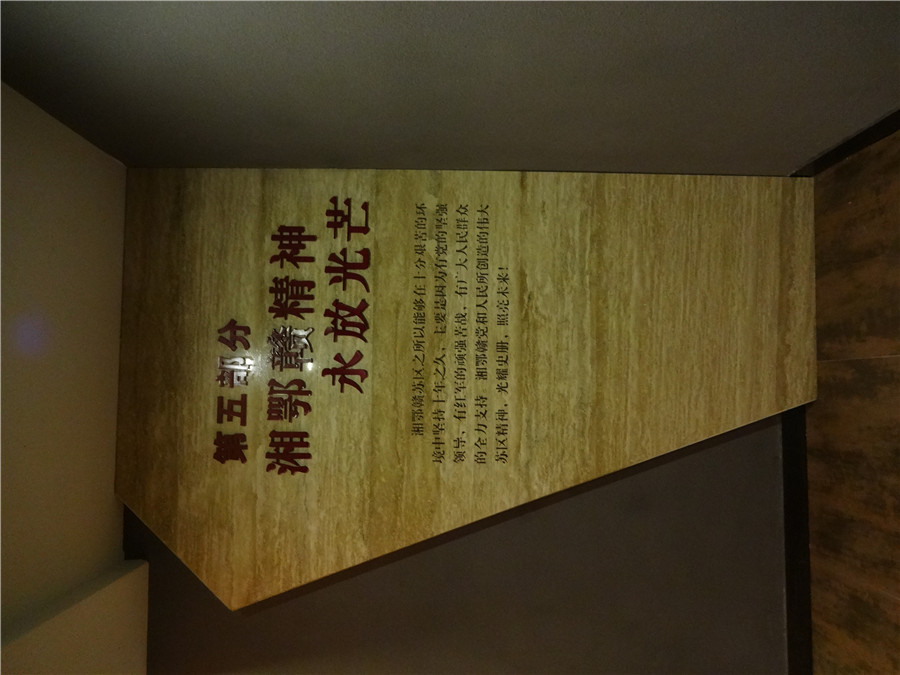 第五部分
湘鄂赣精神
永放光芒
湘鄂赣苏区之所以能够在十分艰苦的环
境中坚持十年之久，主要是因为有党的坚强
领导、有红军的顽强苦战，有广大人民群众
的全力支持 湘鄂赣党和人民所创造的伟大
苏区精神，光耀史册，照亮未来！